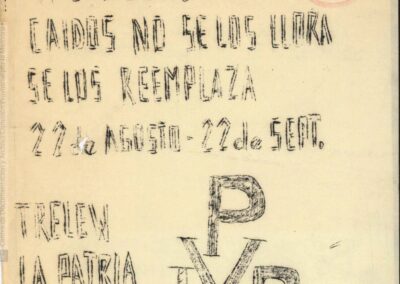 CAIDOS NO SE LOS LLORA
SE LOS REEMPLAZA
22 de AGOSTO - 22 de SEPT.
TRELEW
LA PATRIA
P
V